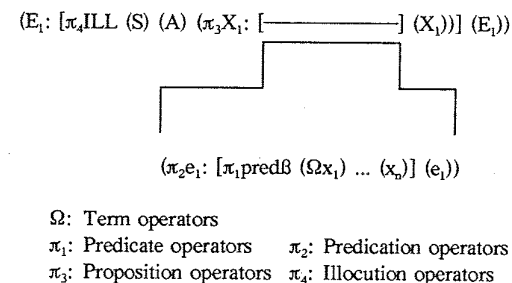 (E₁: [π₄ILL (S) (A) (π₃X₁: [————] (X₁))] (E₁))
(π₂e₁: [π₁predß (Ωx₁) ... (xₙ)] (e₁))
Ω: Term operators
π₁: Predicate operators π₂: Predication operators
π₃: Proposition operators π₄: Illocution operators